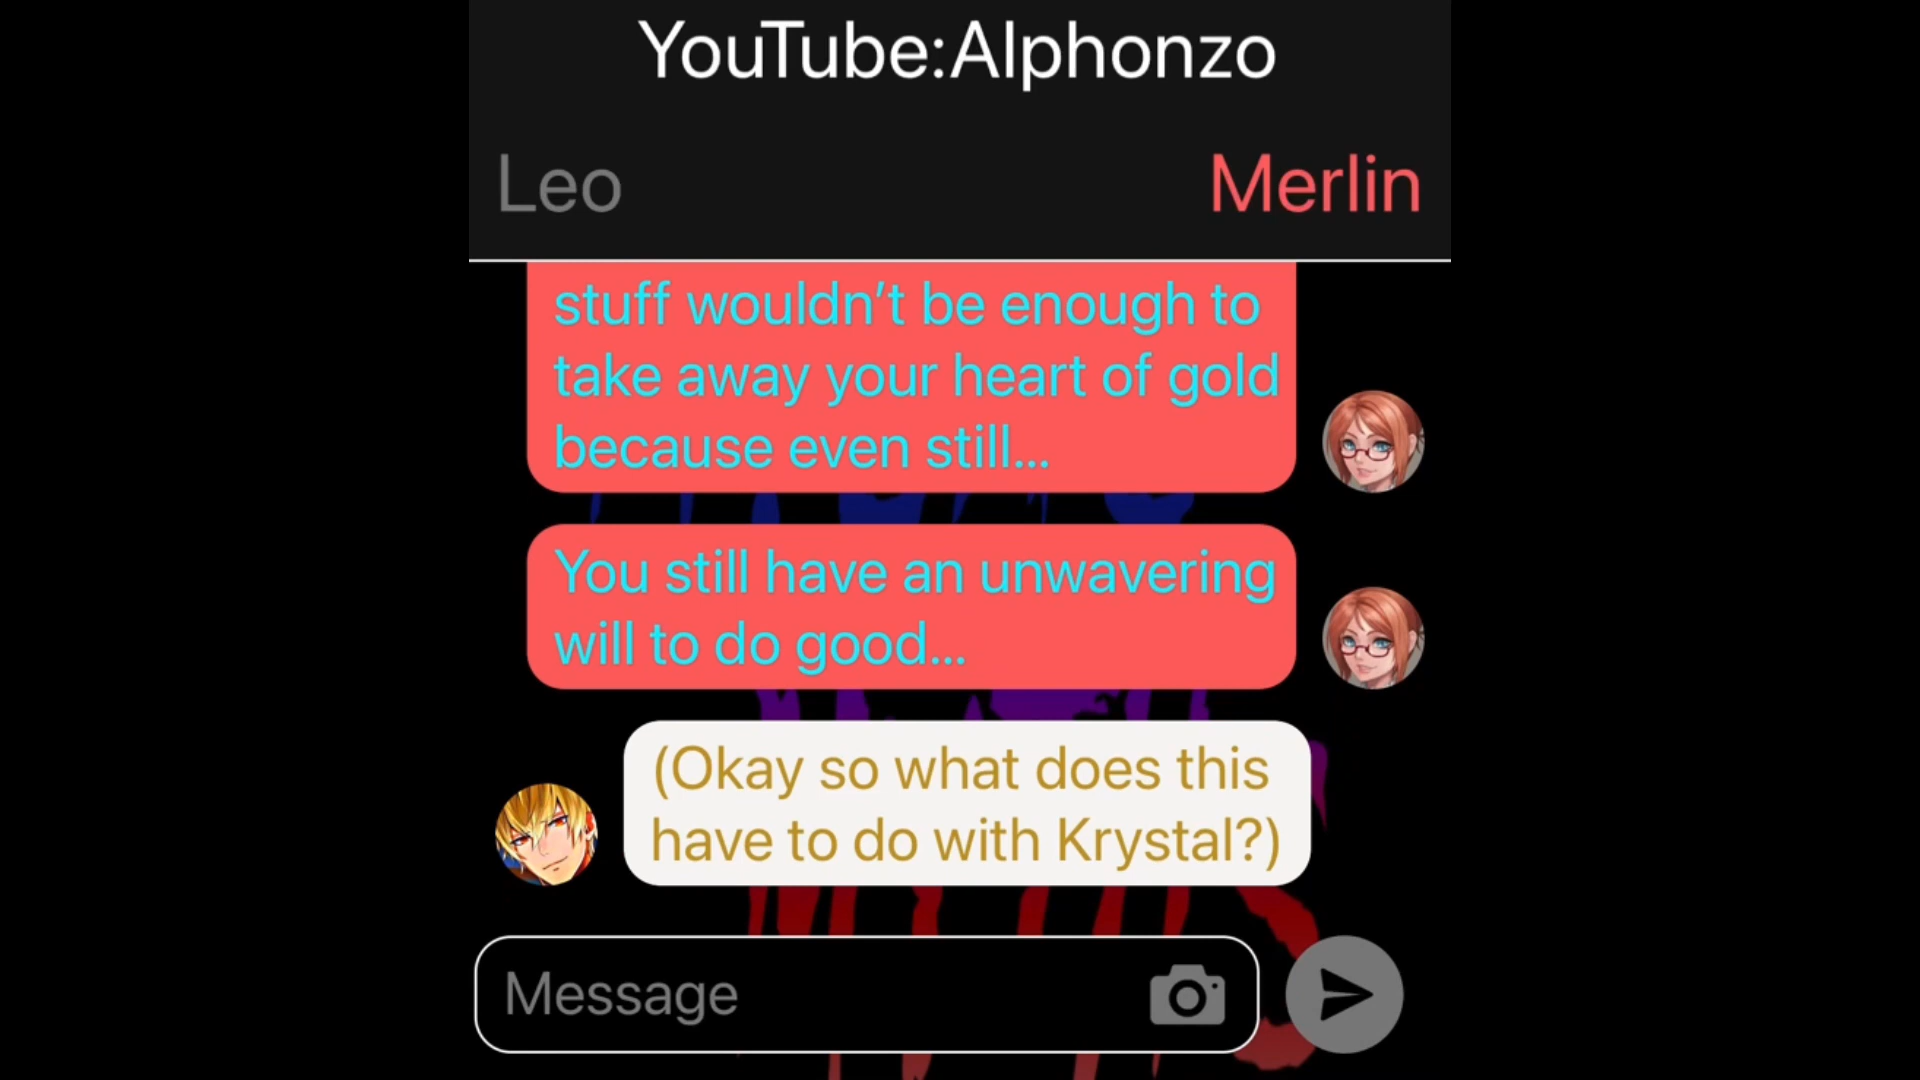 YouTube:Alphonzo
Leo
Merlin
stuff wouldn’t be enough to
take away your heart of gold
because even still...
You still have an unwavering
will to do good...
(Okay so what does this
have to do with Krystal?)
Message